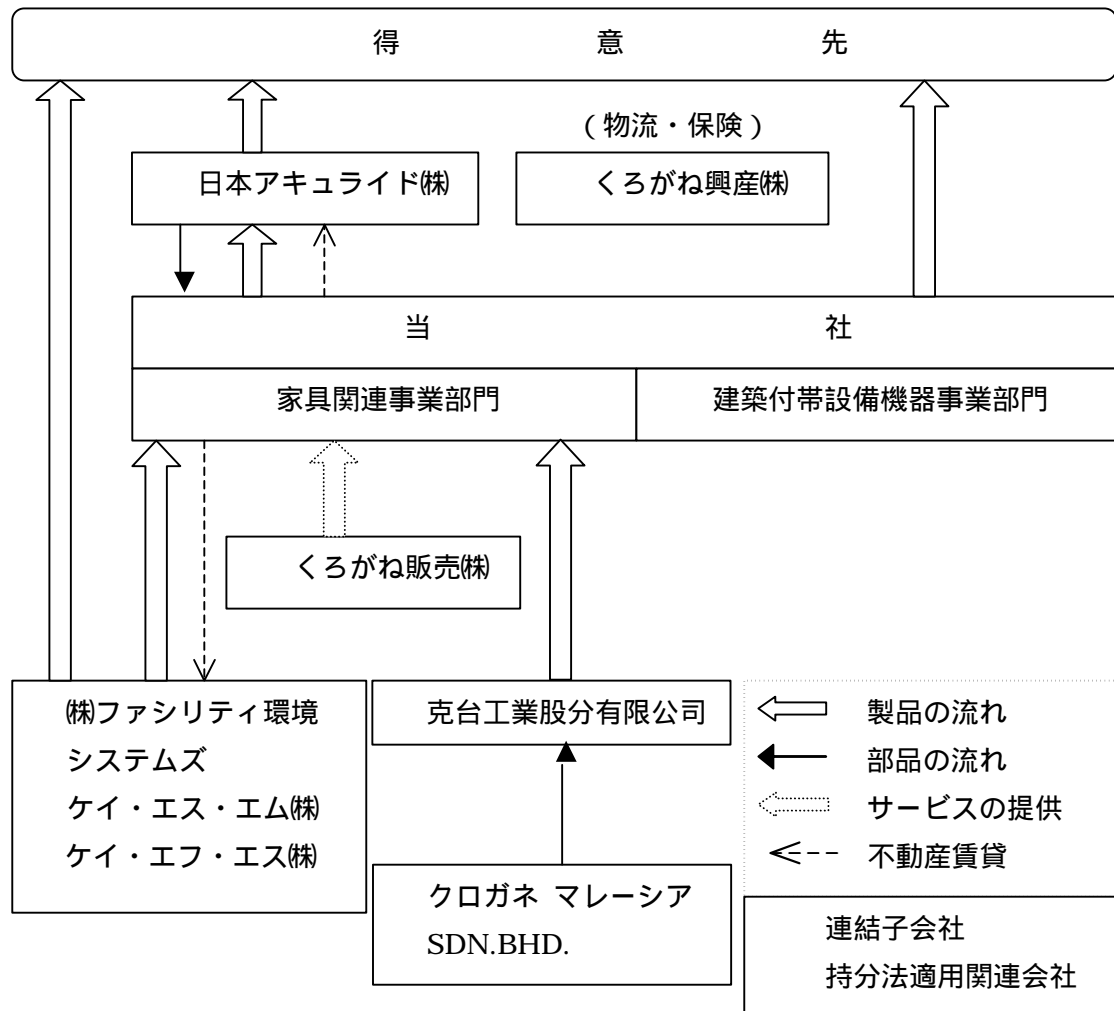 得意先
(物流・保険)
日本アキュライド㈱
くろがね興産㈱
当社
家具関連事業部門
建築付帯設備機器事業部門
くろがね販売㈱
㈱ファシリティ環境
システムズ
ケイ・エス・エム㈱
ケイ・エフ・エス㈱
克台工業股分有限公司
クロガネ マレーシア
SDN.BHD.
製品の流れ
部品の流れ
サービスの提供
不動産賃貸
連結子会社
持分法適用関連会社